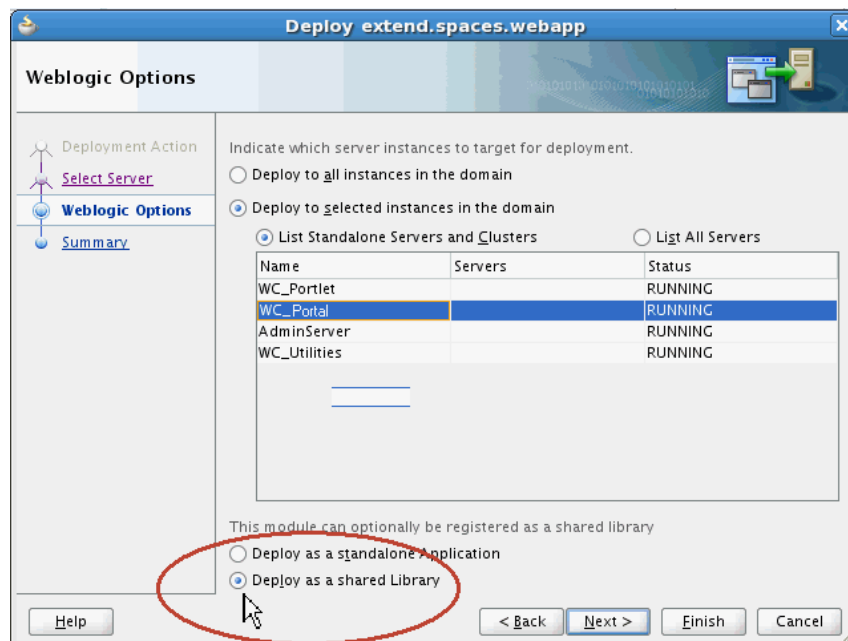 Deploy extend.spaces.webapp
Weblogic Options
Deployment Action
Select Server
Weblogic Options
Summary
Indicate which server instances to target for deployment.
Deploy to all instances in the domain
Deploy to selected instances in the domain
List Standalone Servers and Clusters List All Servers
Name Servers Status
WC_Portlet RUNNING
WC_Portal RUNNING
AdminServer RUNNING
WC_Utilities RUNNING
This module can optionally be registered as a shared library
Deploy as a standalone Application
Deploy as a shared Library
Help < Back Next > Finish Cancel